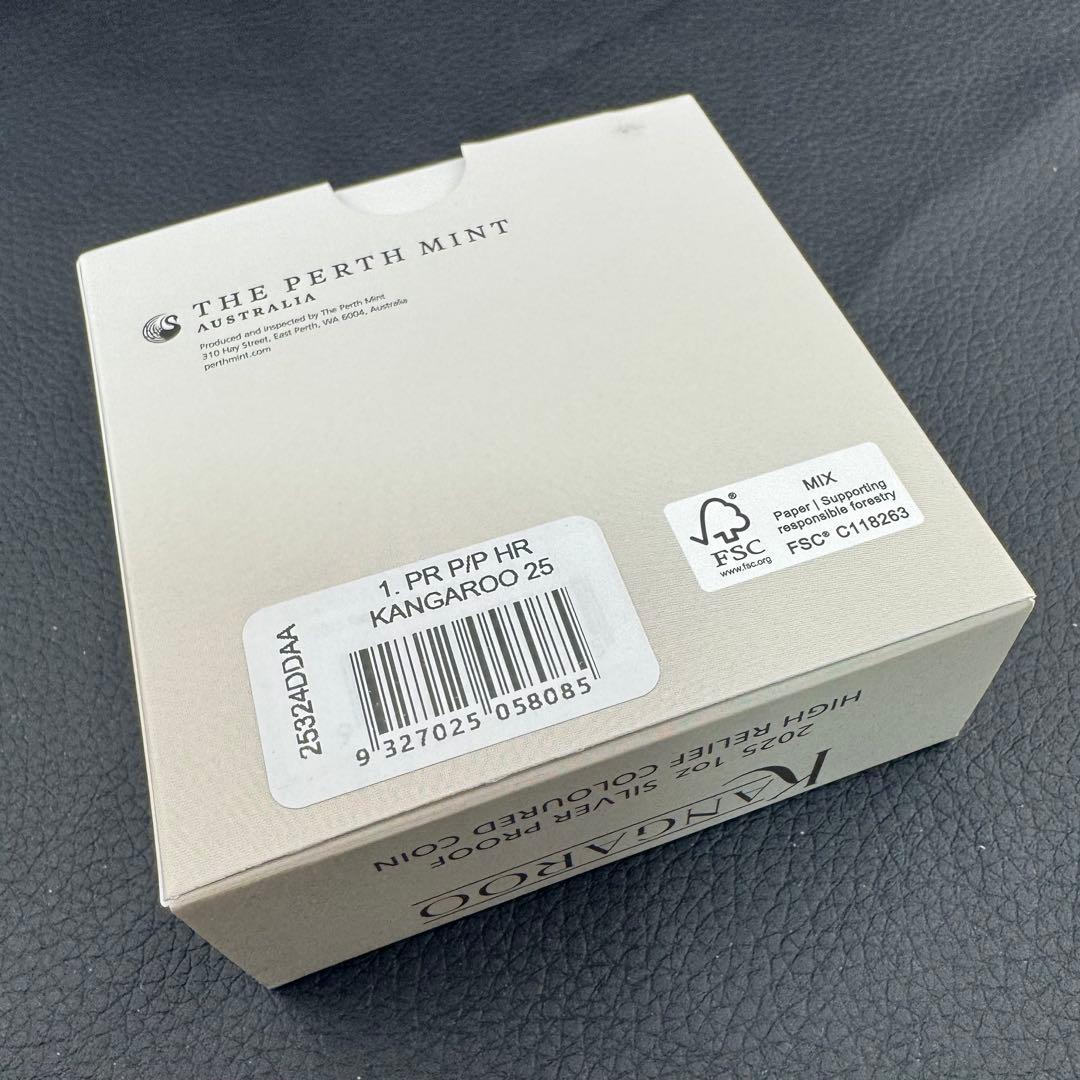 THE PERTH MINT
AUSTRALIA
Produced and inspected by The Perth Mint
310 Hay Street, East Perth, WA 6004, Australia
perthmint.com
MIX
Paper | Supporting
responsible forestry
FSC® C118263
®
FSC
www.fsc.org
1. PR P/P HR
KANGAROO 25
25324DDAA
9 327025 058085
KANGAROO
2025 1oz SILVER PROOF
HIGH RELIEF COLOURED COIN